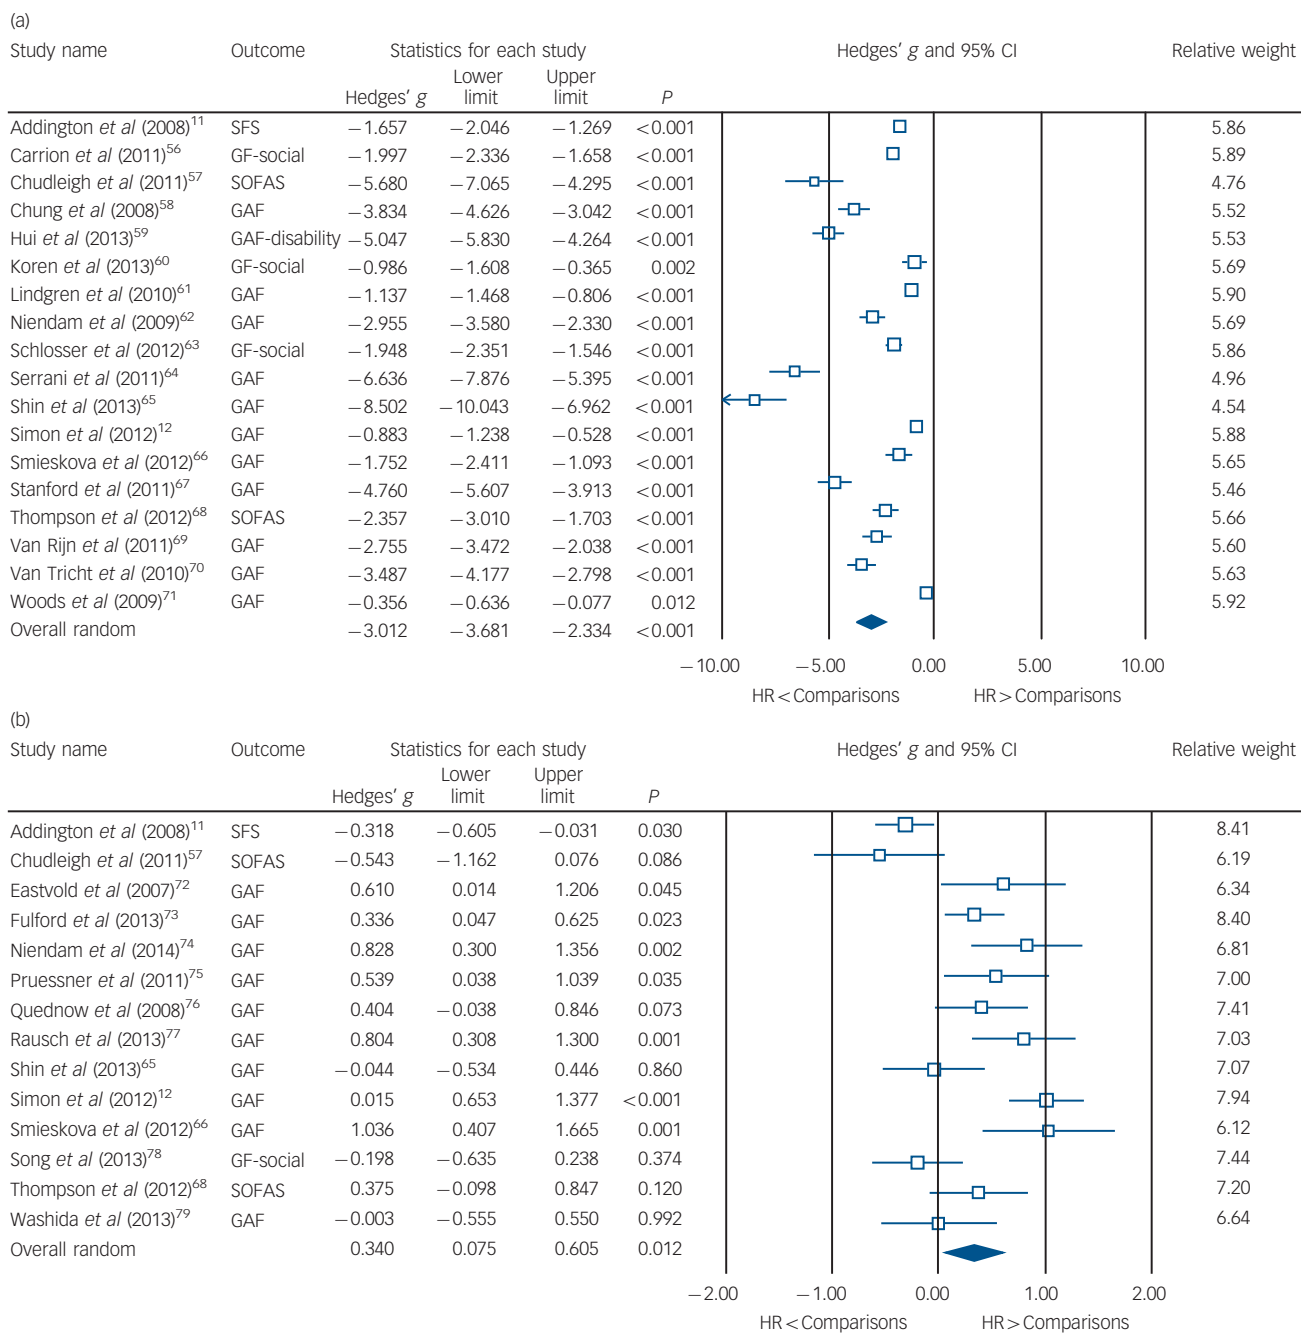 (a)
Study name Outcome Statistics for each study Hedges' g and 95% CI Relative weight
Hedges' g Lower limit Upper limit P
Addington et al (2008)11 SFS −1.657 −2.046 −1.269 <0.001 5.86
Carrion et al (2011)56 GF-social −1.997 −2.336 −1.658 <0.001 5.89
Chudleigh et al (2011)57 SOFAS −5.680 −7.065 −4.295 <0.001 4.76
Chung et al (2008)58 GAF −3.834 −4.626 −3.042 <0.001 5.52
Hui et al (2013)59 GAF-disability −5.047 −5.830 −4.264 <0.001 5.53
Koren et al (2013)60 GF-social −0.986 −1.608 −0.365 0.002 5.69
Lindgren et al (2010)61 GAF −1.137 −1.468 −0.806 <0.001 5.90
Niendam et al (2009)62 GAF −2.955 −3.580 −2.330 <0.001 5.69
Schlosser et al (2012)63 GF-social −1.948 −2.351 −1.546 <0.001 5.86
Serrani et al (2011)64 GAF −6.636 −7.876 −5.395 <0.001 4.96
Shin et al (2013)65 GAF −8.502 −10.043 −6.962 <0.001 4.54
Simon et al (2012)12 GAF −0.883 −1.238 −0.528 <0.001 5.88
Smieskova et al (2012)66 GAF −1.752 −2.411 −1.093 <0.001 5.65
Stanford et al (2011)67 GAF −4.760 −5.607 −3.913 <0.001 5.46
Thompson et al (2012)68 SOFAS −2.357 −3.010 −1.703 <0.001 5.66
Van Rijn et al (2011)69 GAF −2.755 −3.472 −2.038 <0.001 5.60
Van Tricht et al (2010)70 GAF −3.487 −4.177 −2.798 <0.001 5.63
Woods et al (2009)71 GAF −0.356 −0.636 −0.077 0.012 5.92
Overall random −3.012 −3.681 −2.334 <0.001
−10.00 −5.00 0.00 5.00 10.00
HR < Comparisons HR > Comparisons
(b)
Study name Outcome Statistics for each study Hedges' g and 95% CI Relative weight
Hedges' g Lower limit Upper limit P
Addington et al (2008)11 SFS −0.318 −0.605 −0.031 0.030 8.41
Chudleigh et al (2011)57 SOFAS −0.543 −1.162 0.076 0.086 6.19
Eastvold et al (2007)72 GAF 0.610 0.014 1.206 0.045 6.34
Fulford et al (2013)73 GAF 0.336 0.047 0.625 0.023 8.40
Niendam et al (2014)74 GAF 0.828 0.300 1.356 0.002 6.81
Pruessner et al (2011)75 GAF 0.539 0.038 1.039 0.035 7.00
Quednow et al (2008)76 GAF 0.404 −0.038 0.846 0.073 7.41
Rausch et al (2013)77 GAF 0.804 0.308 1.300 0.001 7.03
Shin et al (2013)65 GAF −0.044 −0.534 0.446 0.860 7.07
Simon et al (2012)12 GAF 0.015 0.653 1.377 <0.001 7.94
Smieskova et al (2012)66 GAF 1.036 0.407 1.665 0.001 6.12
Song et al (2013)78 GF-social −0.198 −0.635 0.238 0.374 7.44
Thompson et al (2012)68 SOFAS 0.375 −0.098 0.847 0.120 7.20
Washida et al (2013)79 GAF −0.003 −0.555 0.550 0.992 6.64
Overall random 0.340 0.075 0.605 0.012
−2.00 −1.00 0.00 1.00 2.00
HR < Comparisons HR > Comparisons